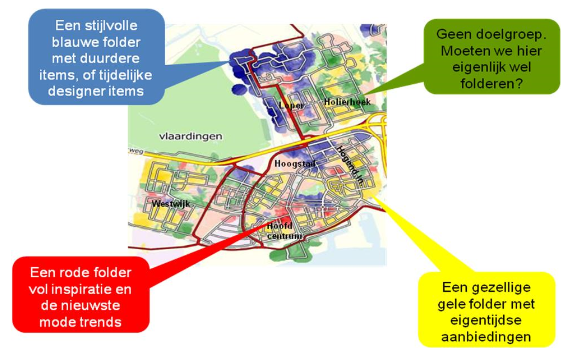 Een stijlvolle
blauwe folder
met duurdere
items, of tijdelijke
designer items
Geen doelgroep.
Moeten we hier
eigenlijk wel
folderen?
Loper
Holierhoek
vlaardingen
weg
Hoogstad
Westwijk
Hoofd
centrum
Een rode folder
vol inspiratie en
de nieuwste
mode trends
Een gezellige
gele folder met
eigentijdse
aanbiedingen